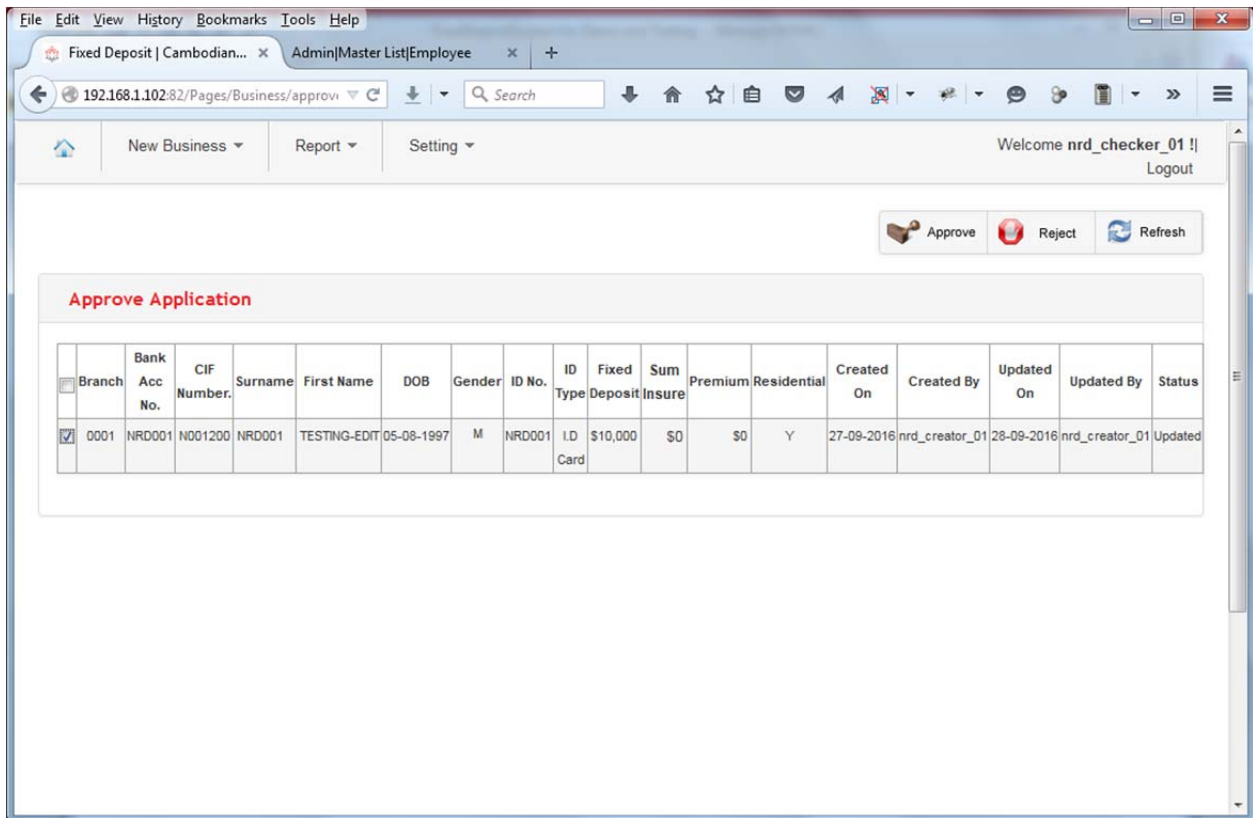 File Edit View History Bookmarks Tools Help
Fixed Deposit | Cambodian... × Admin|Master List|Employee × +
192.168.1.102:82/Pages/Business/approv Search
New Business Report Setting Welcome nrd_checker_01 !|
Logout
Approve Reject Refresh
Approve Application
Branch Bank Acc No. CIF Number. Surname First Name DOB Gender ID No. ID Type Fixed Deposit Sum Insure Premium Residential Created On Created By Updated On Updated By Status
0001 NRD001 N001200 NRD001 TESTING-EDIT 05-08-1997 M NRD001 I.D Card $10,000 $0 $0 Y 27-09-2016 nrd_creator_01 28-09-2016 nrd_creator_01 Updated